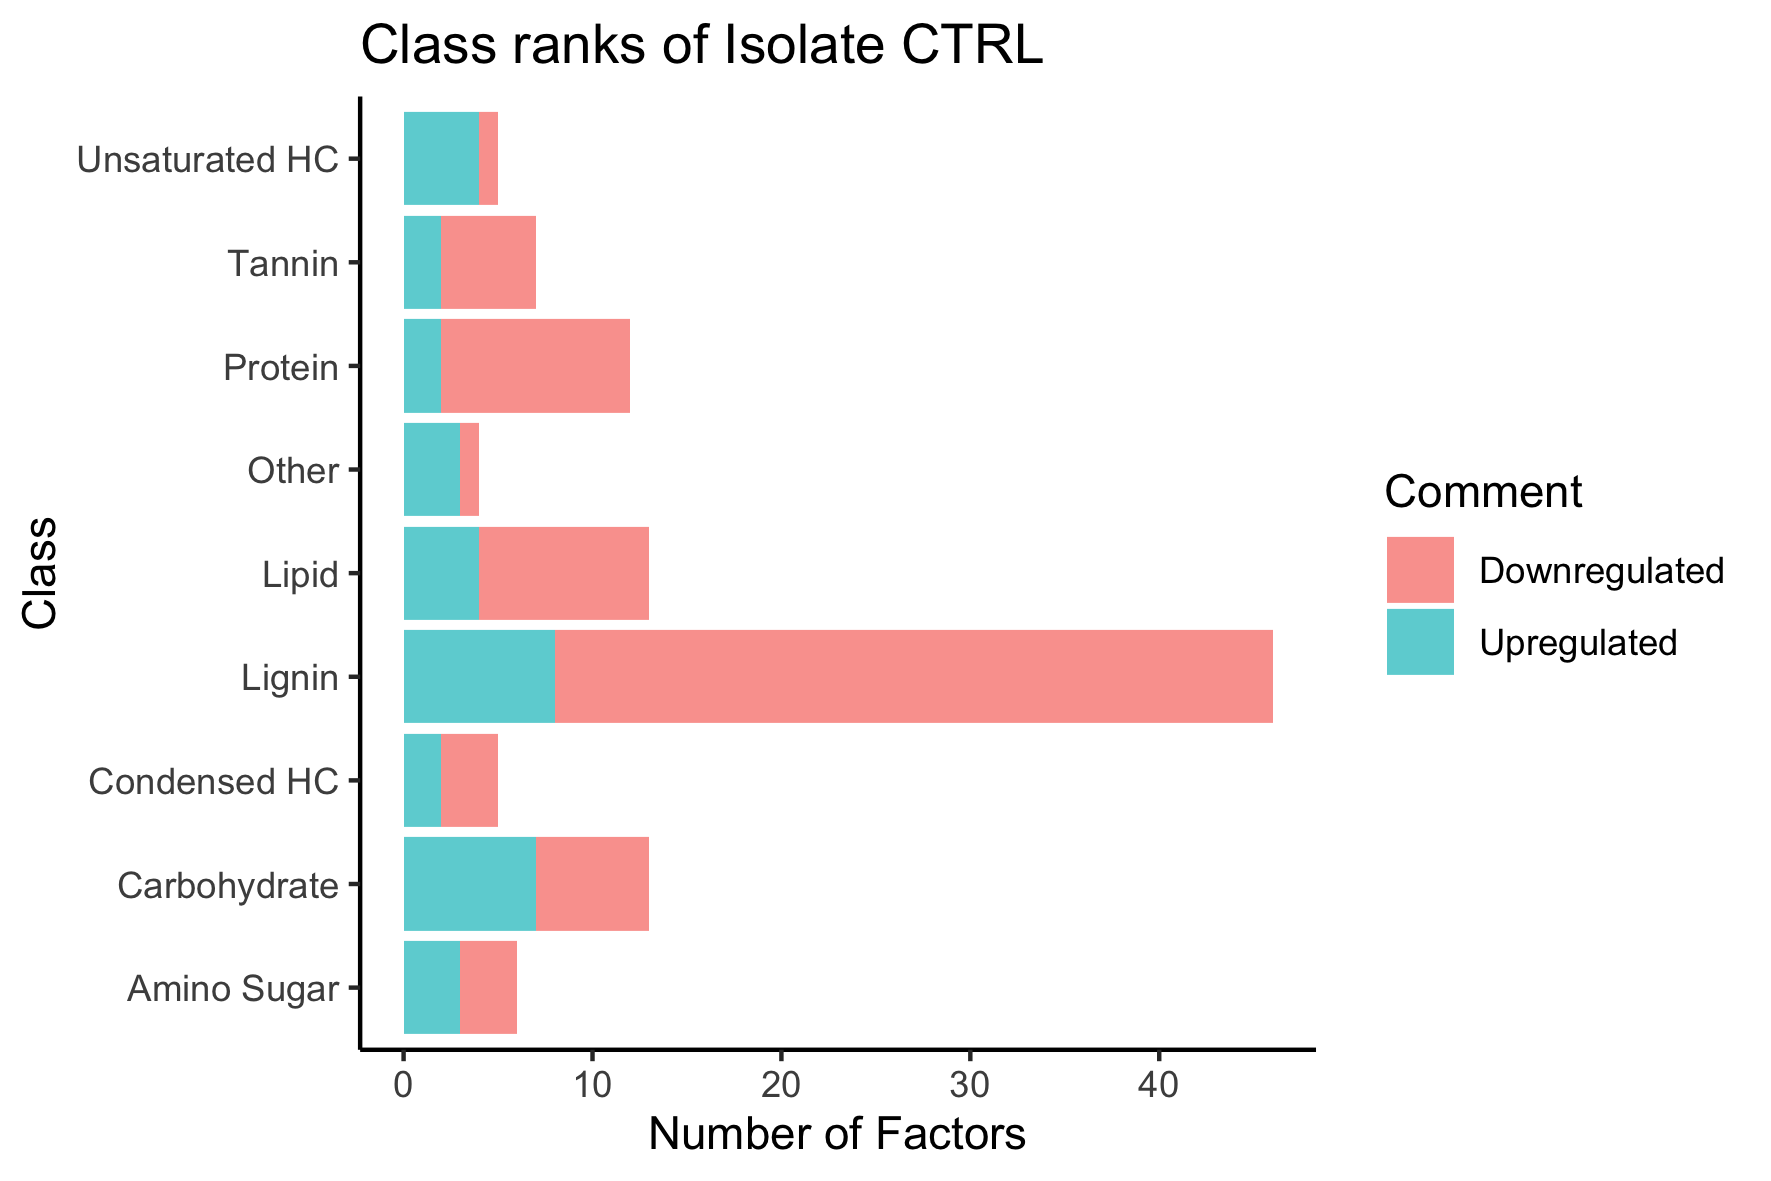 Class ranks of Isolate CTRL
Unsaturated HC
Tannin
Protein
Other
Lipid
Lignin
Condensed HC
Carbohydrate
Amino Sugar
Class
0 10 20 30 40
Number of Factors
Comment
Downregulated
Upregulated